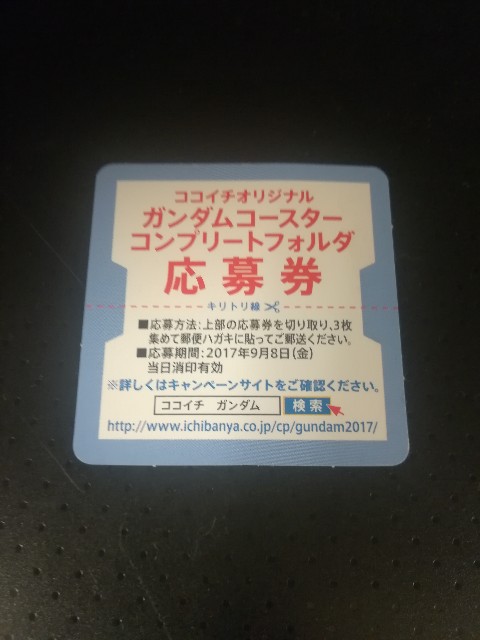 ココイチオリジナル
ガンダムコースター
コンプリートフォルダ
応募券
キリトリ線
■応募方法:上部の応募券を切り取り、3枚
集めて郵便ハガキに貼ってご郵送ください。
■応募期間:2017年9月8日(金)
当日消印有効
※詳しくはキャンペーンサイトをご確認ください。
ココイチ ガンダム 検索
http://www.ichibanya.co.jp/cp/gundam2017/